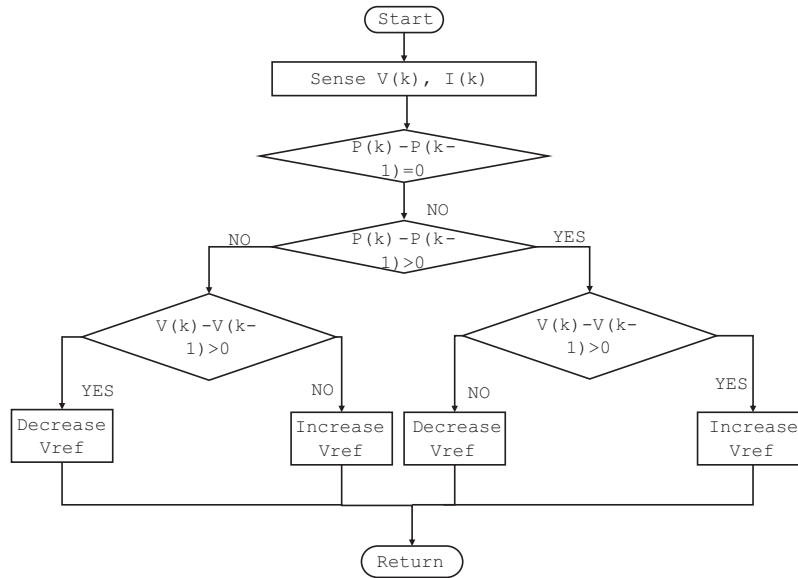 Start
Sense V(k), I(k)
P(k)-P(k-
1)=0
NO
NO
P(k)-P(k-
1)>0
YES
V(k)-V(k-
1)>0
V(k)-V(k-
1)>0
YES
NO
NO
YES
Decrease
Vref
Increase
Vref
Decrease
Vref
Increase
Vref
Return